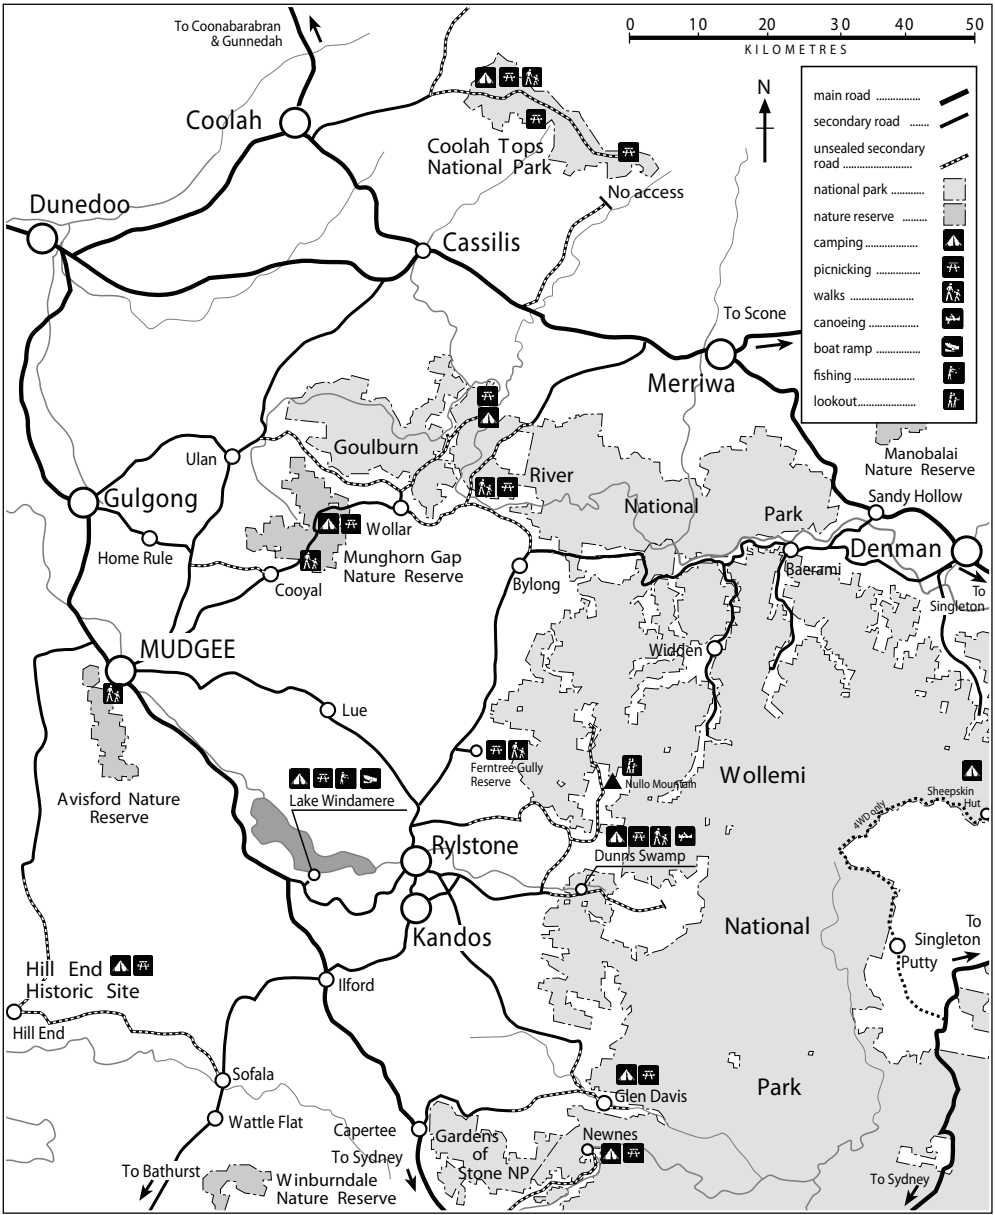 To Coonabarabran
& Gunnedah
0 10 20 30 40 50
KILOMETRES
N
main road ................
secondary road .......
unsealed secondary
road ........................
national park ............
nature reserve .........
camping...................
picnicking ................
walks .......................
canoeing ..................
boat ramp ................
fishing ......................
lookout.....................
Coolah
Coolah Tops
National Park
No access
Dunedoo
Cassilis
To Scone
Merriwa
Goulburn
River
National
Park
Manobalai
Nature Reserve
Sandy Hollow
Ulan
Gulgong
Wollar
Home Rule
Munghorn Gap
Nature Reserve
Cooyal
Bylong
Baerami
Denman
To
Singleton
MUDGEE
Widden
Lue
Ferntree Gully
Reserve
Nullo Mountain
Wollemi
Sheepskin
Hut
4WD only
Avisford Nature
Reserve
Lake Windamere
Rylstone
Dunns Swamp
Kandos
National
To
Singleton
Putty
Hill End
Historic Site
Ilford
Hill End
Sofala
Glen Davis
Park
Wattle Flat
Capertee
To Sydney
Gardens
of
Stone NP
Newnes
To Bathurst
Winburndale
Nature Reserve
To Sydney